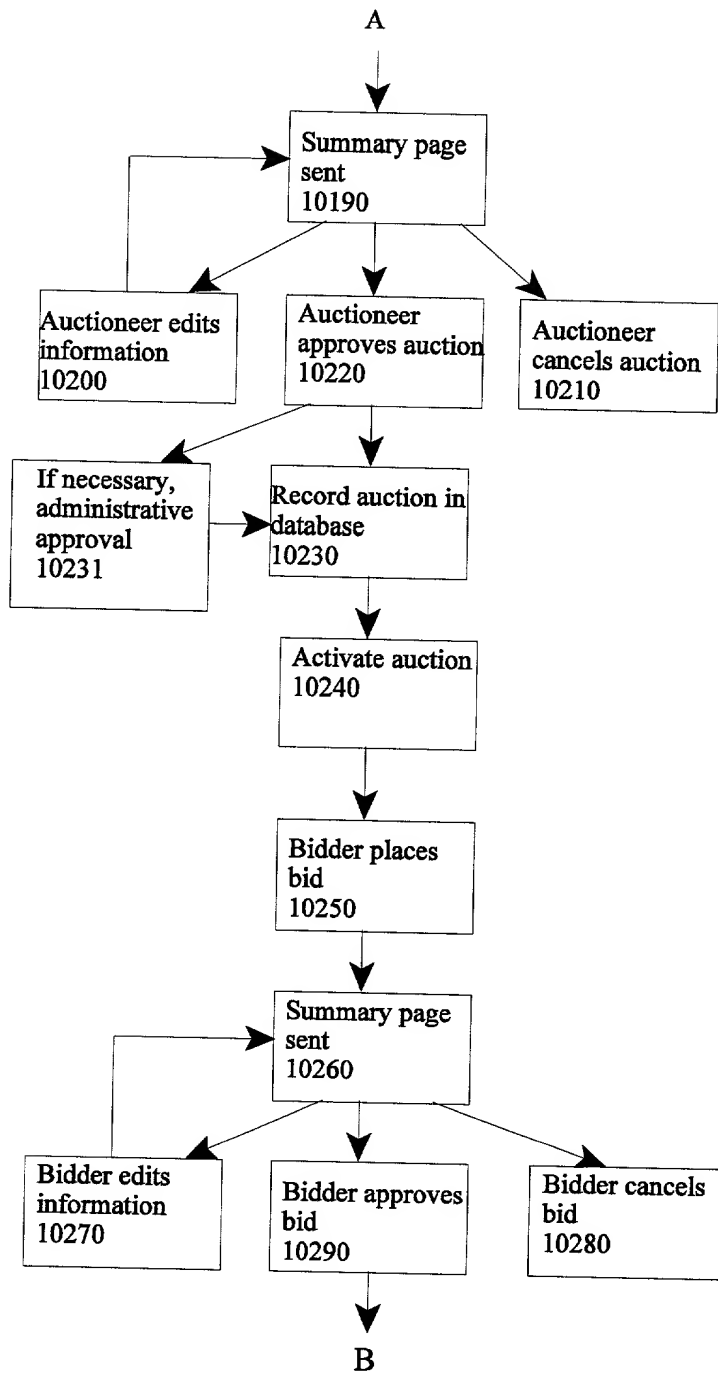 A
Summary page
sent
10190
Auctioneer edits
information
10200
Auctioneer
approves auction
10220
Auctioneer
cancels auction
10210
If necessary,
administrative
approval
10231
Record auction in
database
10230
Activate auction
10240
Bidder places
bid
10250
Summary page
sent
10260
Bidder edits
information
10270
Bidder approves
bid
10290
Bidder cancels
bid
10280
B